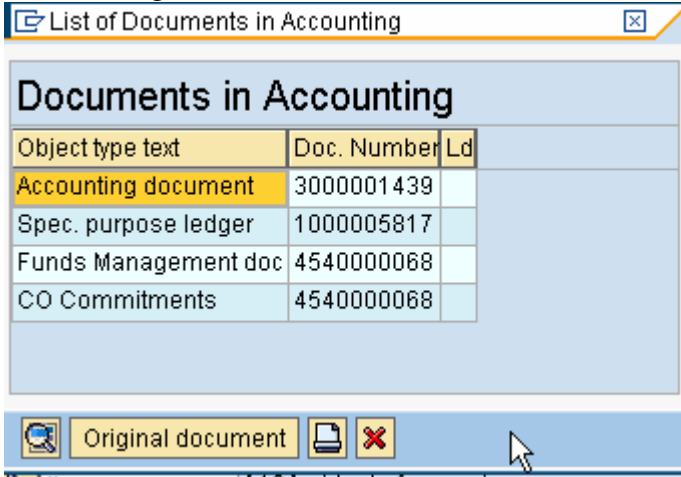 List of Documents in Accounting
Documents in Accounting
Object type text Doc. Number Ld
Accounting document 3000001439
Spec. purpose ledger 1000005817
Funds Management doc 4540000068
CO Commitments 4540000068
Original document